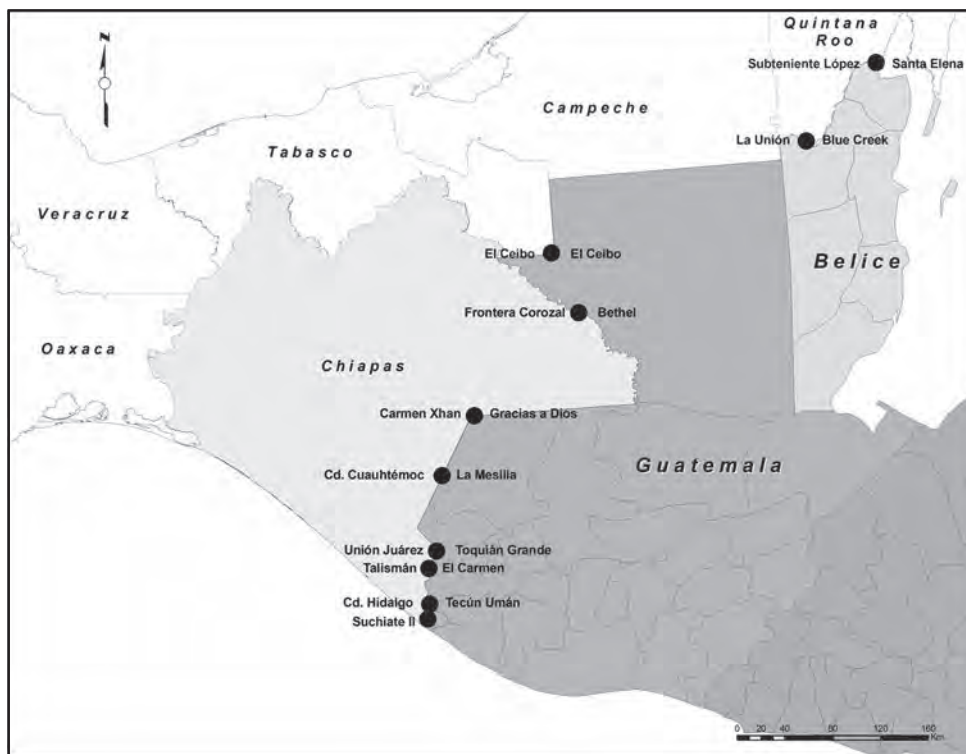 Quintana
Roo
Subteniente López Santa Elena
Campeche
La Unión Blue Creek
Tabasco
Veracruz
El Ceibo El Ceibo
Belice
Frontera Corozal Bethel
Oaxaca
Chiapas
Carmen Xhan Gracias a Dios
Guatemala
Cd. Cuauhtémoc La Mesilla
Unión Juárez Toquián Grande
Talismán El Carmen
Cd. Hidalgo Tecún Umán
Suchiate II
0 20 40 80 120 160
Km.